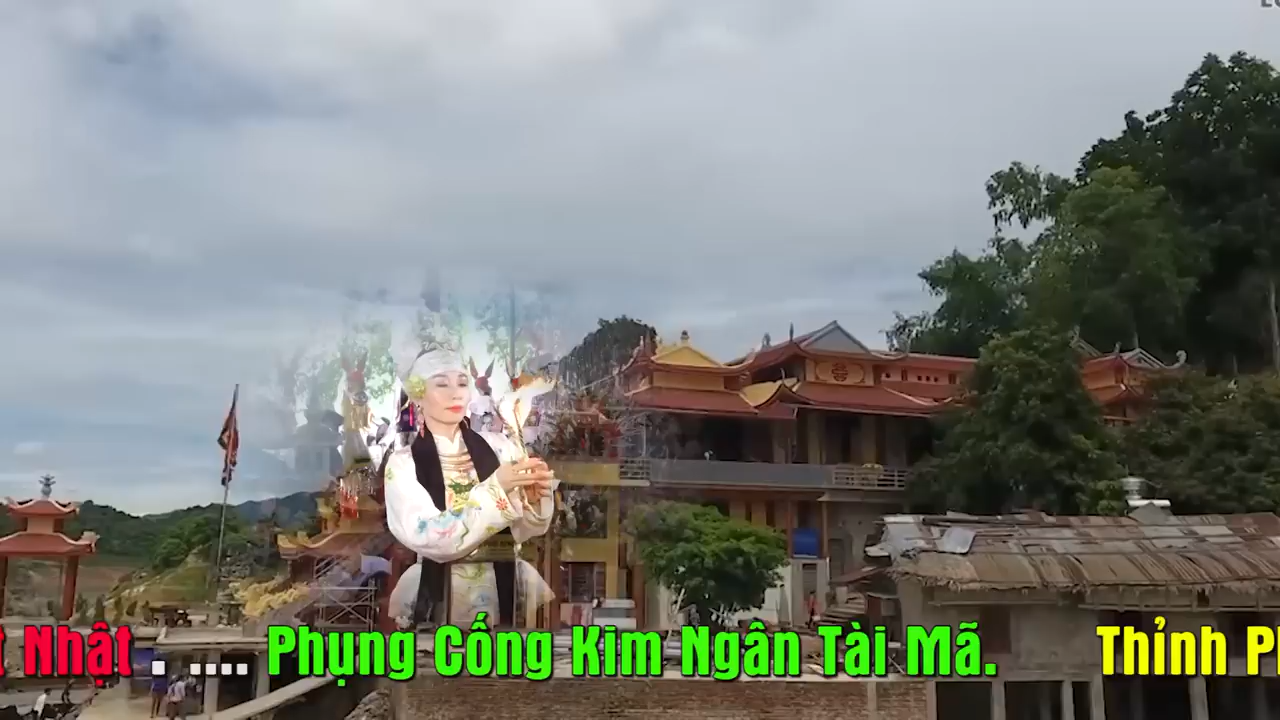 Nhật . .... Phụng Cống Kim Ngân Tài Mã. Thỉnh